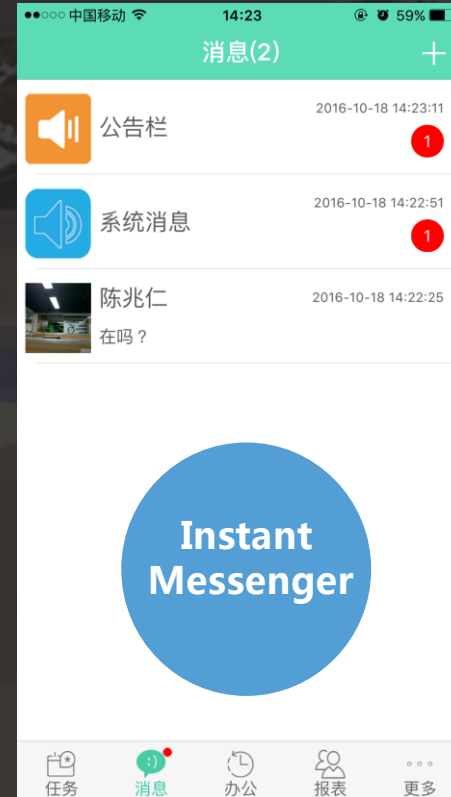 中国移动 14:23 59%
消息(2)
公告栏 2016-10-18 14:23:11
1
系统消息 2016-10-18 14:22:51
1
陈兆仁 2016-10-18 14:22:25
在吗？
Instant
Messenger
任务 消息 办公 报表 更多